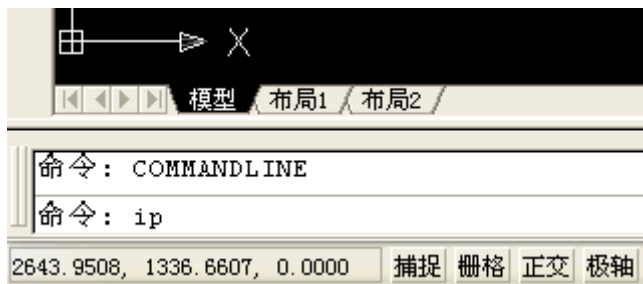 X
模型 布局1 布局2
命令: COMMANDLINE
命令: ip
2643.9508, 1336.6607, 0.0000 捕捉 栅格 正交 极轴